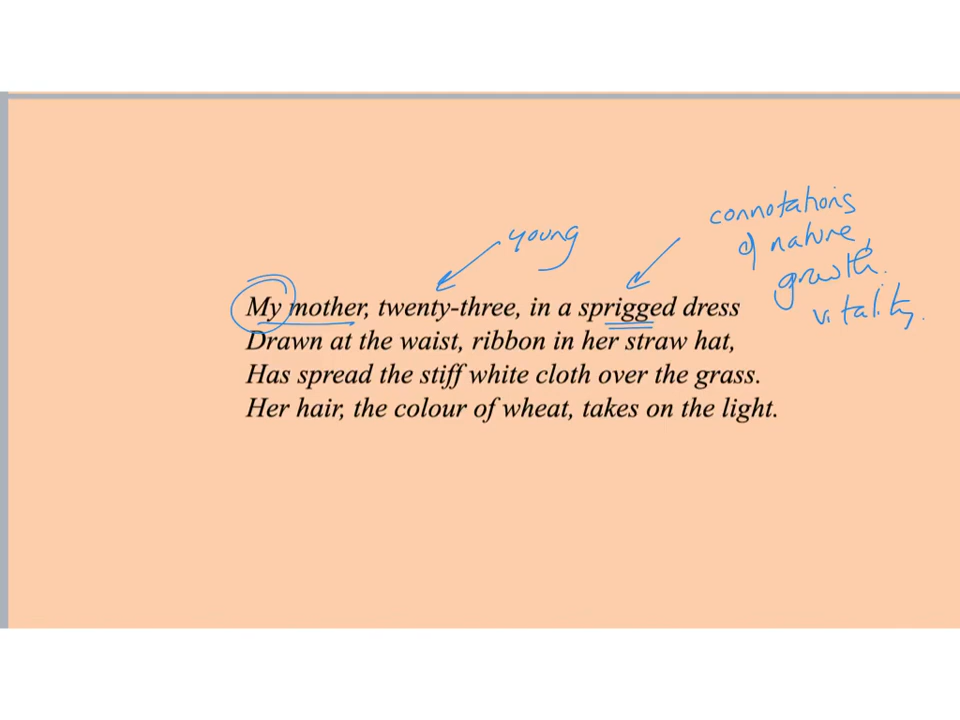 connotations
young
of nature,
growth.
vitality.
My mother, twenty-three, in a sprigged dress
Drawn at the waist, ribbon in her straw hat,
Has spread the stiff white cloth over the grass.
Her hair, the colour of wheat, takes on the light.